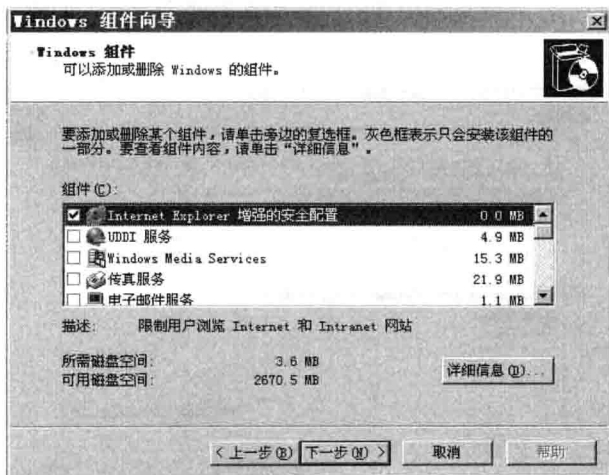 Windows 组件向导
Windows 组件
可以添加或删除 Windows 的组件。
要添加或删除某个组件，请单击旁边的复选框。灰色框表示只会安装该组件的
一部分。要查看组件内容，请单击“详细信息”。
组件(C):
Internet Explorer 增强的安全配置 0.0 MB
UDDI 服务 4.9 MB
Windows Media Services 15.3 MB
传真服务 21.9 MB
电子邮件服务 1.1 MB
描述: 限制用户浏览 Internet 和 Intranet 网站
所需磁盘空间: 3.6 MB
可用磁盘空间: 2670.5 MB
详细信息(D)...
<上一步(B) 下一步(N)> 取消 帮助